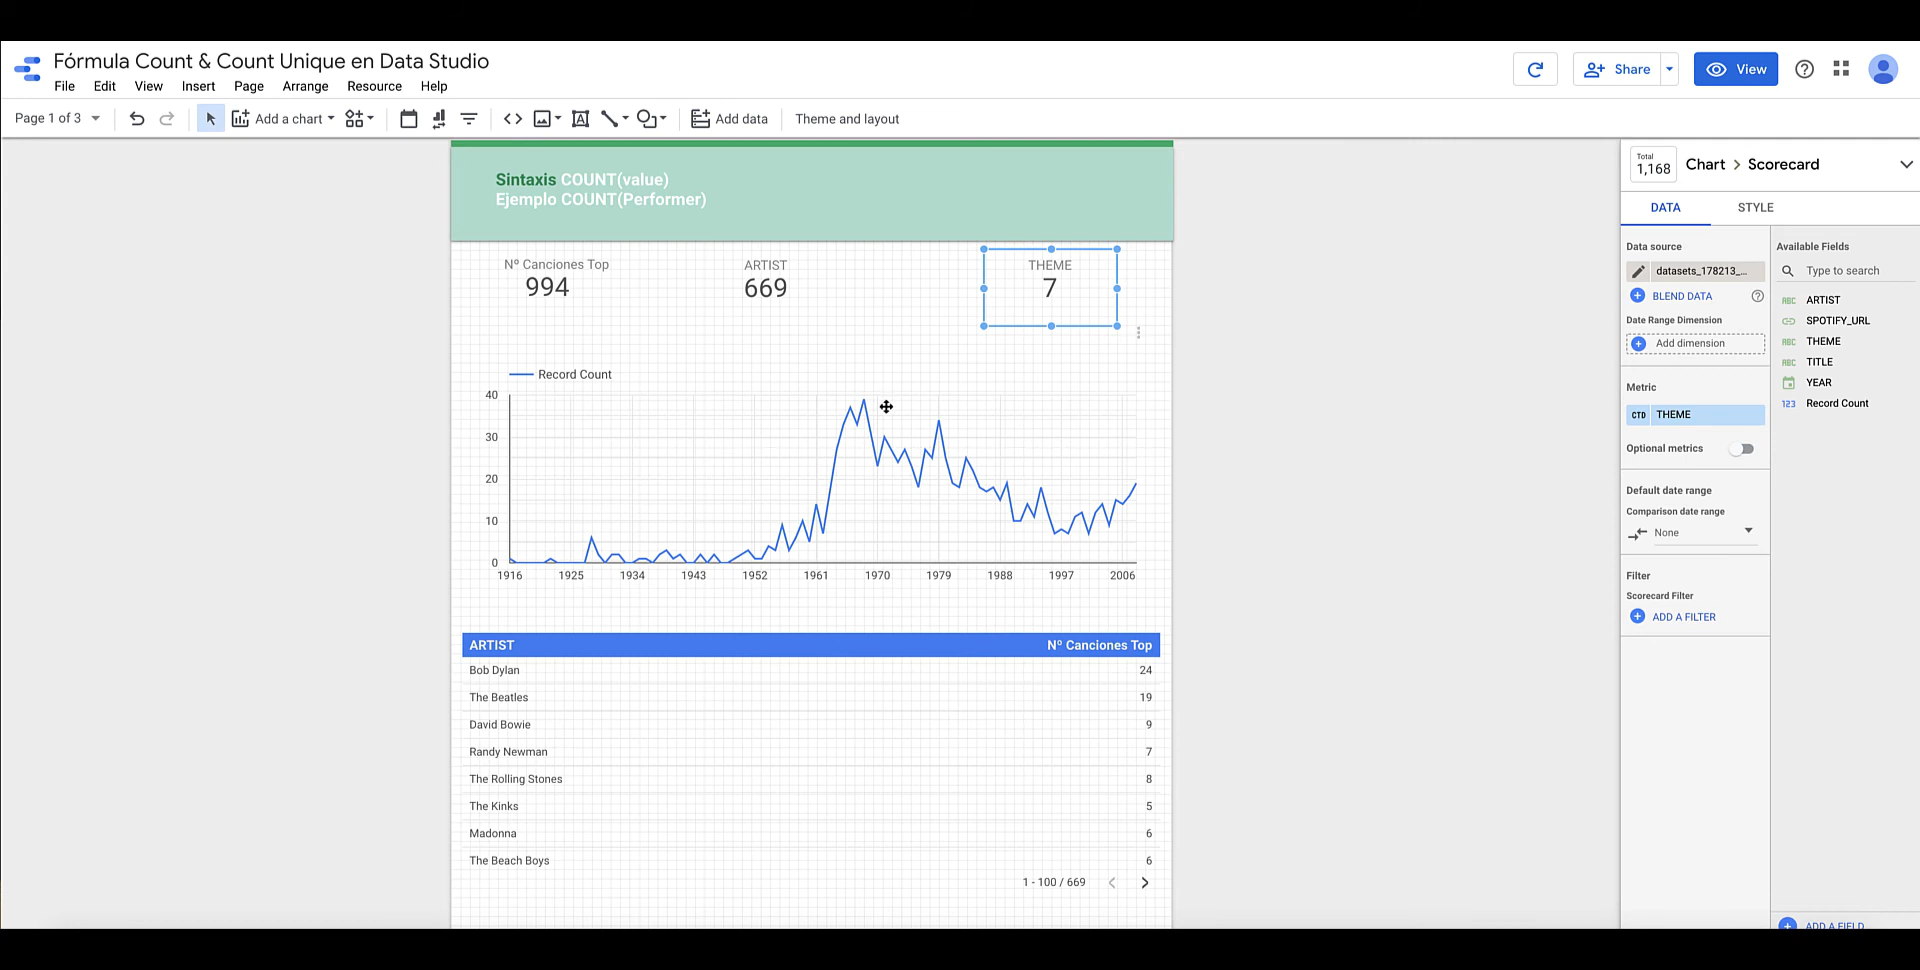 Fórmula Count & Count Unique en Data Studio
File Edit View Insert Page Arrange Resource Help
Share
View
Page 1 of 3
Add a chart
Add data
Theme and layout
Sintaxis COUNT(value)
Ejemplo COUNT(Performer)
Nº Canciones Top
994
ARTIST
669
THEME
7
Record Count
40
30
20
10
0
1916 1925 1934 1943 1952 1961 1970 1979 1988 1997 2006
ARTIST Nº Canciones Top
Bob Dylan 24
The Beatles 19
David Bowie 9
Randy Newman 7
The Rolling Stones 8
The Kinks 5
Madonna 6
The Beach Boys 6
1 - 100 / 669
Total
1,168
Chart > Scorecard
DATA STYLE
Data source
datasets_178213_...
BLEND DATA
Date Range Dimension
Add dimension
Metric
CTD THEME
Optional metrics
Default date range
Comparison date range
None
Filter
Scorecard Filter
ADD A FILTER
Available Fields
Type to search
ABC ARTIST
SPOTIFY_URL
ABC THEME
ABC TITLE
YEAR
123 Record Count
ADD A FIELD